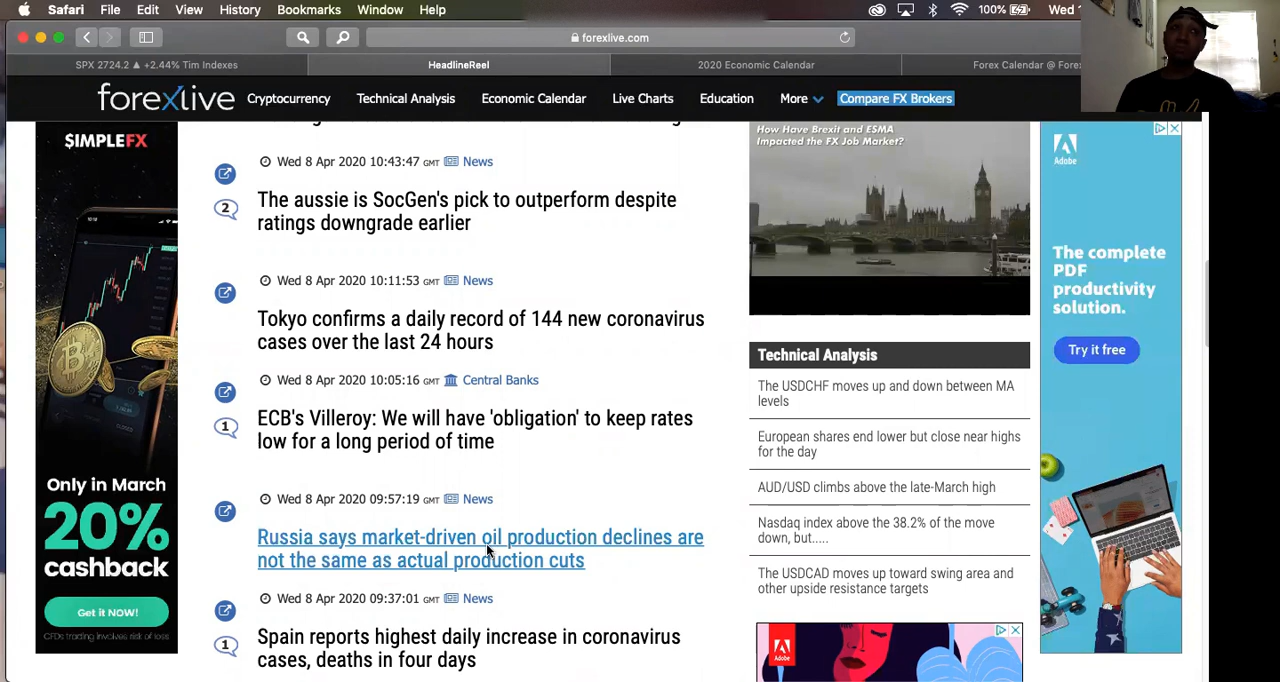 Safari File Edit View History Bookmarks Window Help 100% Wed 1
forexlive.com
SPX 2724.2 ▲ +2.44% Tim Indexes HeadlineReel 2020 Economic Calendar Forex Calendar @ Fore
forexlive Cryptocurrency Technical Analysis Economic Calendar Live Charts Education More Compare FX Brokers
$IMPLEFX
10:18
Only in March
20%
cashback
Get it NOW!
CFDs trading involves risk of loss
Wed 8 Apr 2020 10:43:47 GMT News
2
The aussie is SocGen's pick to outperform despite
ratings downgrade earlier
Wed 8 Apr 2020 10:11:53 GMT News
Tokyo confirms a daily record of 144 new coronavirus
cases over the last 24 hours
Wed 8 Apr 2020 10:05:16 GMT Central Banks
1
ECB's Villeroy: We will have 'obligation' to keep rates
low for a long period of time
Wed 8 Apr 2020 09:57:19 GMT News
Russia says market-driven oil production declines are
not the same as actual production cuts
Wed 8 Apr 2020 09:37:01 GMT News
1
Spain reports highest daily increase in coronavirus
cases, deaths in four days
How Have Brexit and ESMA
Impacted the FX Job Market?
Technical Analysis
The USDCHF moves up and down between MA
levels
European shares end lower but close near highs
for the day
AUD/USD climbs above the late-March high
Nasdaq index above the 38.2% of the move
down, but.....
The USDCAD moves up toward swing area and
other upside resistance targets
Adobe
Adobe
The complete
PDF
productivity
solution.
Try it free